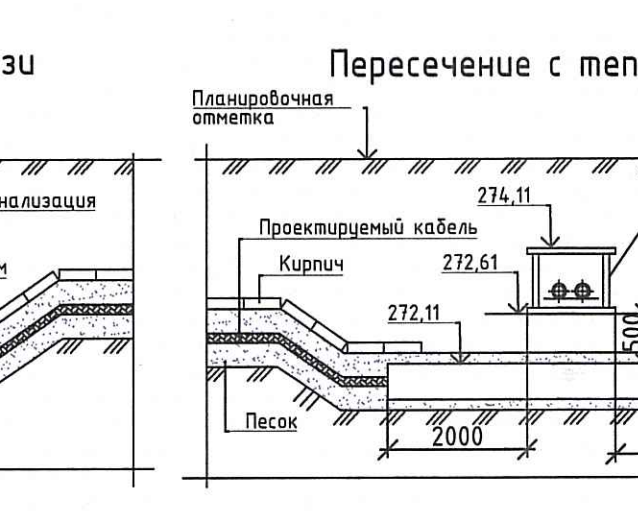 зи
Пересечение с теп
Планировочная
отметка
нализация
274,11
Проектируемый кабель
м
Кирпич
272,61
272,11
500
Песок
2000